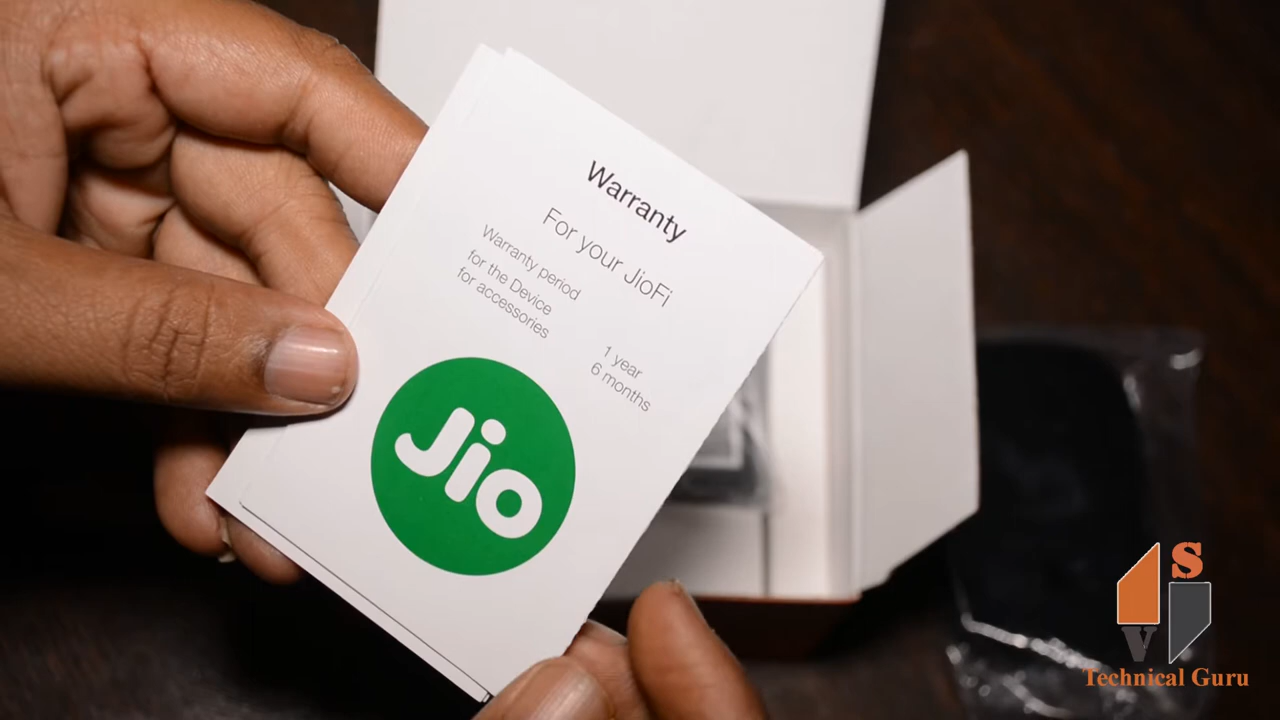 Warranty
For your JioFi
Warranty period
for the Device 1 year
for accessories 6 months
Jio
S
V
Technical Guru